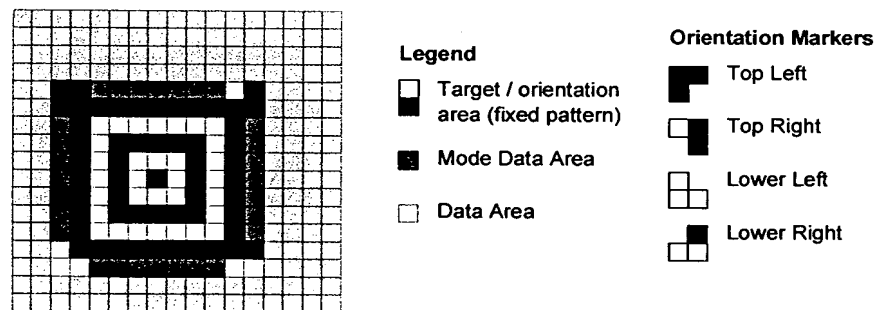 Legend
Target / orientation
area (fixed pattern)
Mode Data Area
Data Area
Orientation Markers
Top Left
Top Right
Lower Left
Lower Right